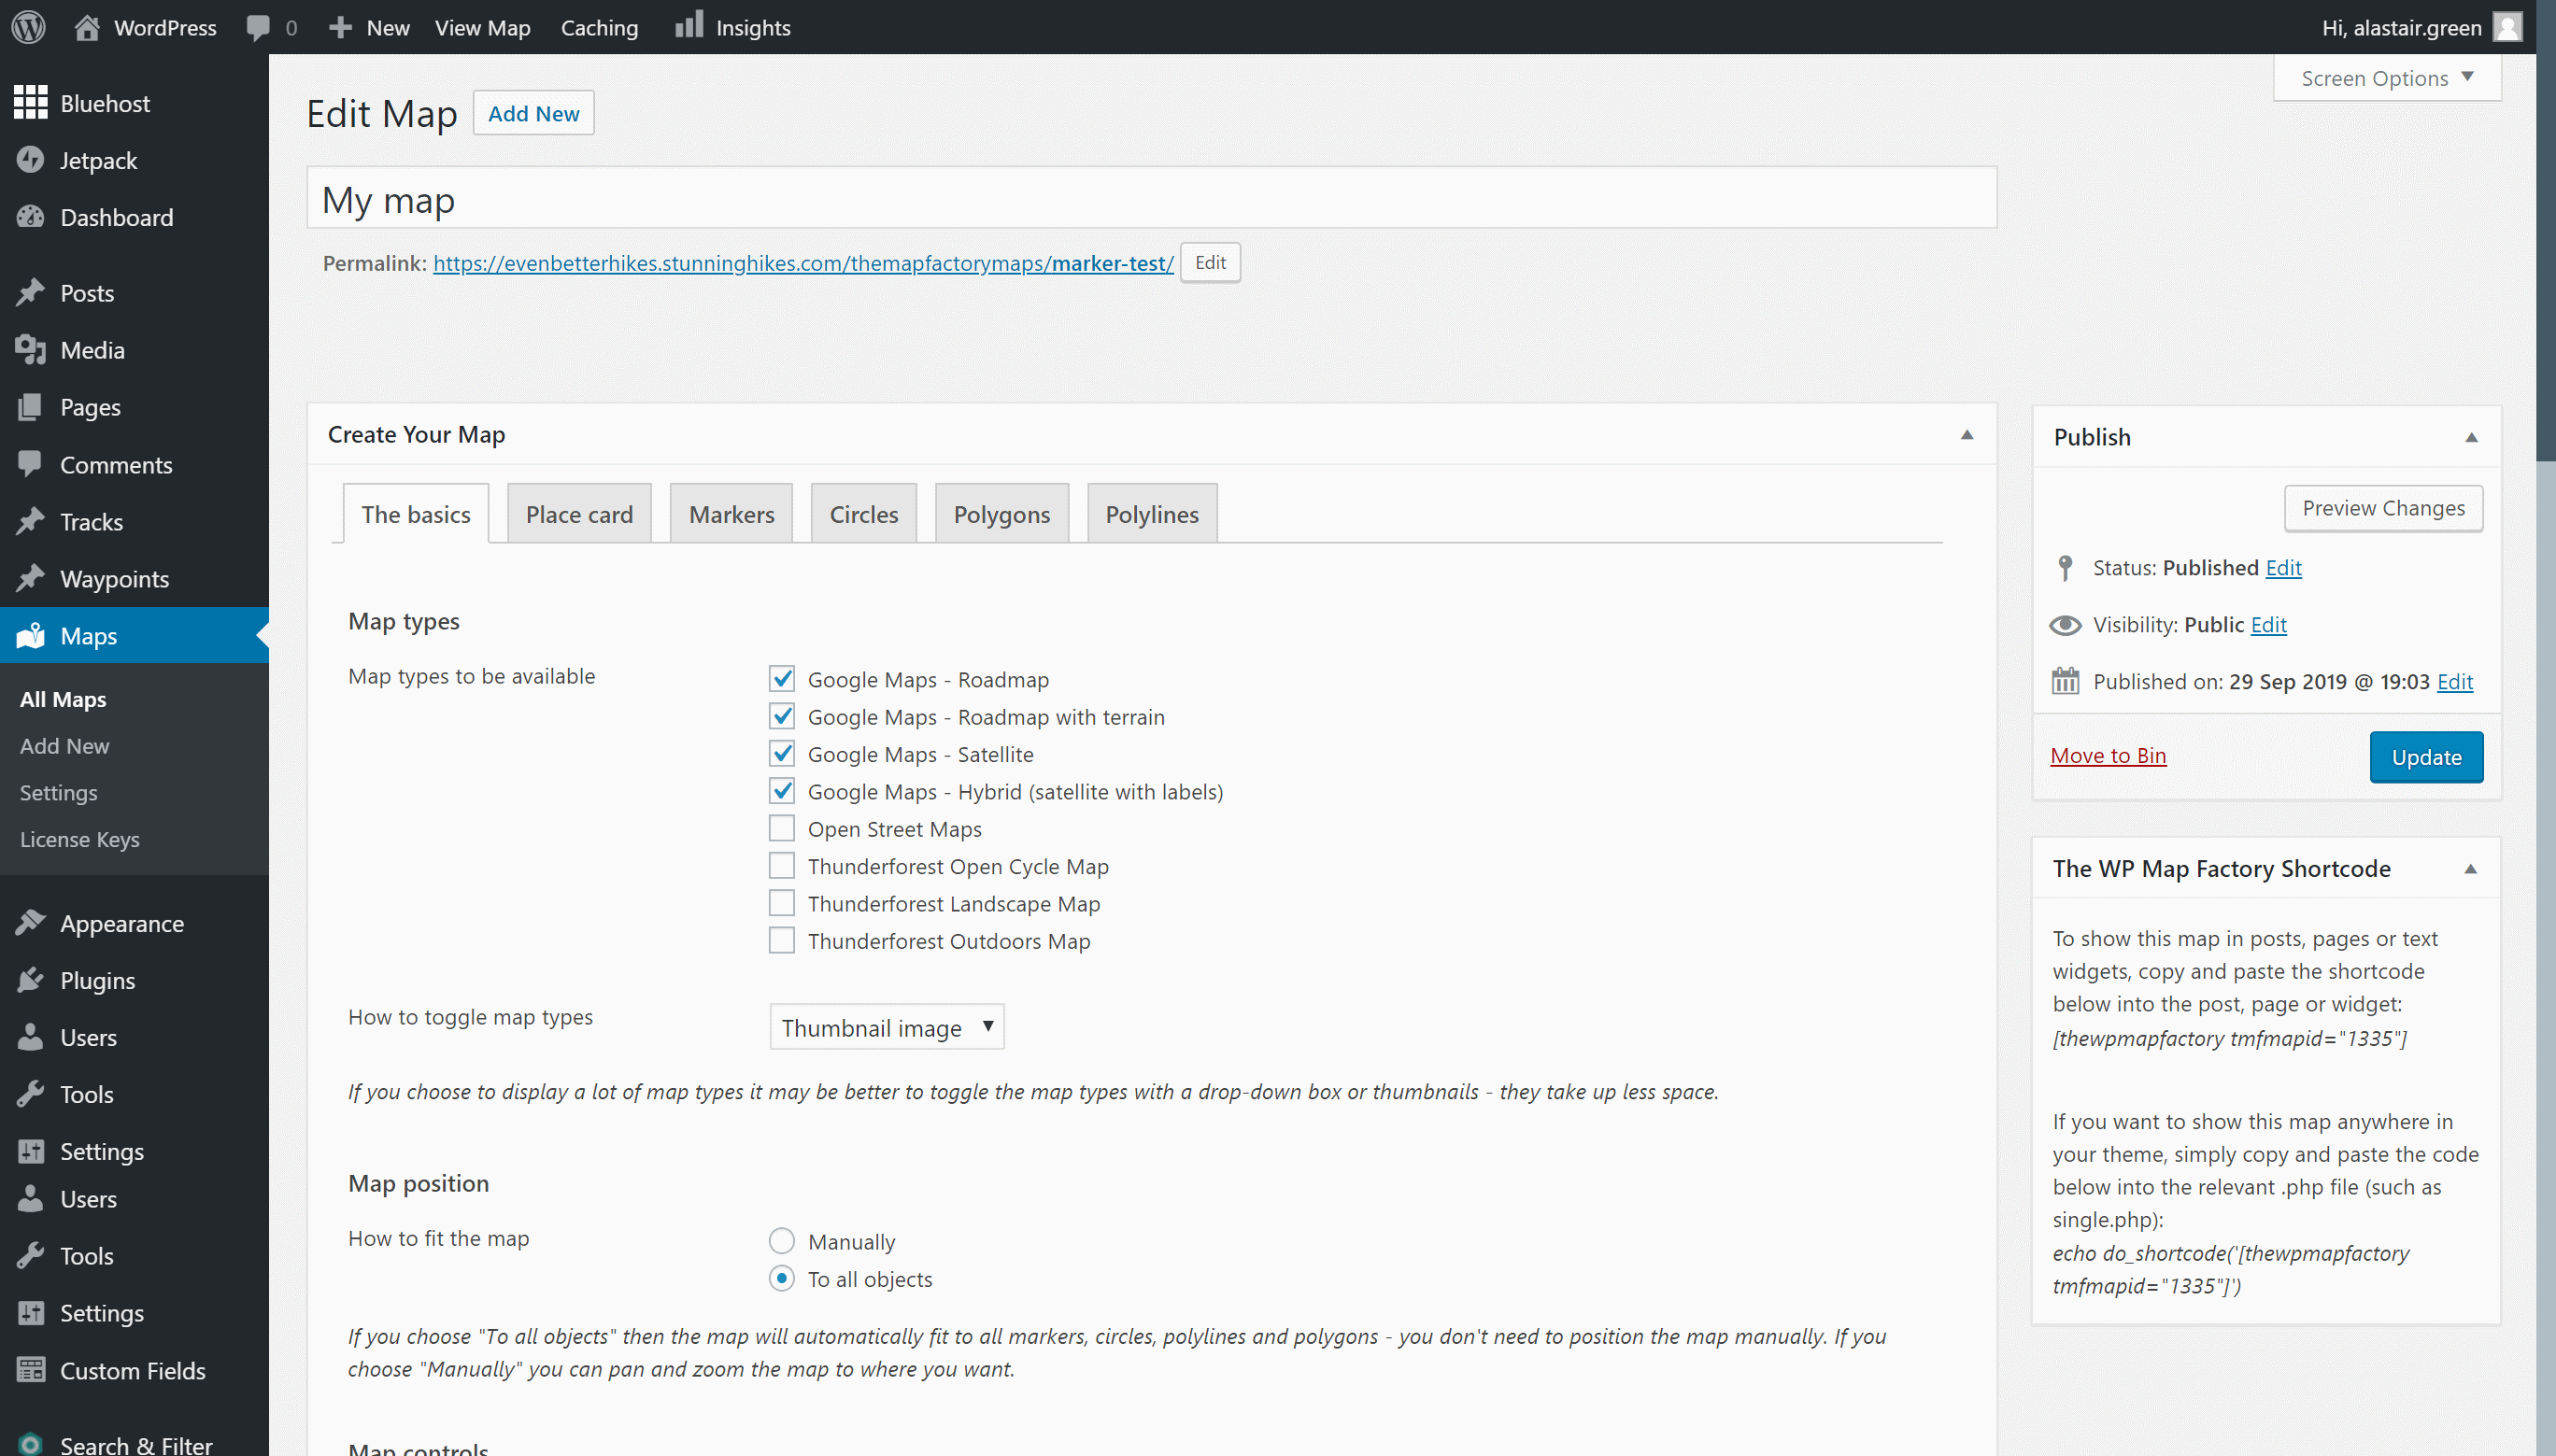 WordPress 0 New View Map Caching Insights Hi, alastair.green
Bluehost
Jetpack
Dashboard
Posts
Media
Pages
Comments
Tracks
Waypoints
Maps
All Maps
Add New
Settings
License Keys
Appearance
Plugins
Users
Tools
Settings
Users
Tools
Settings
Custom Fields
Search & Filter
Screen Options
Edit Map Add New
My map
Permalink: https://evenbetterhikes.stunninghikes.com/themapfactorymaps/marker-test/ Edit
Create Your Map
The basics Place card Markers Circles Polygons Polylines
Map types
Map types to be available
Google Maps - Roadmap
Google Maps - Roadmap with terrain
Google Maps - Satellite
Google Maps - Hybrid (satellite with labels)
Open Street Maps
Thunderforest Open Cycle Map
Thunderforest Landscape Map
Thunderforest Outdoors Map
How to toggle map types Thumbnail image
If you choose to display a lot of map types it may be better to toggle the map types with a drop-down box or thumbnails - they take up less space.
Map position
How to fit the map
Manually
To all objects
If you choose "To all objects" then the map will automatically fit to all markers, circles, polylines and polygons - you don't need to position the map manually. If you
choose "Manually" you can pan and zoom the map to where you want.
Map controls
Publish
Preview Changes
Status: Published Edit
Visibility: Public Edit
Published on: 29 Sep 2019 @ 19:03 Edit
Move to Bin Update
The WP Map Factory Shortcode
To show this map in posts, pages or text
widgets, copy and paste the shortcode
below into the post, page or widget:
[thewpmapfactory tmfmapid="1335"]
If you want to show this map anywhere in
your theme, simply copy and paste the code
below into the relevant .php file (such as
single.php):
echo do_shortcode('[thewpmapfactory
tmfmapid="1335"]')